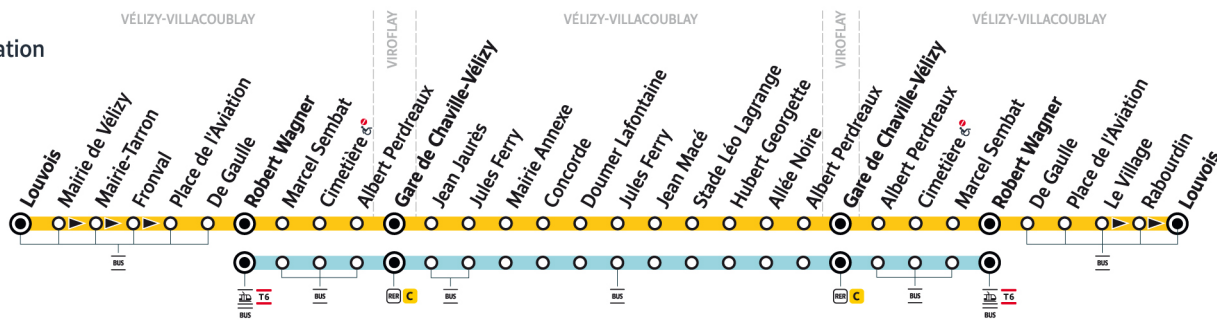 VÉLIZY-VILLACOUBLAY
VIROFLAY
VÉLIZY-VILLACOUBLAY
VIROFLAY
VÉLIZY-VILLACOUBLAY
ation
Louvois
Mairie de Vélizy
Mairie-Tarron
Fronval
Place de l'Aviation
De Gaulle
Robert Wagner
Marcel Sembat
Cimetière
Albert Perdreaux
Gare de Chaville-Vélizy
Jean Jaurès
Jules Ferry
Mairie Annexe
Concorde
Doumer Lafontaine
Jules Ferry
Jean Macé
Stade Léo Lagrange
Hubert Georgette
Allée Noire
Albert Perdreaux
Gare de Chaville-Vélizy
Albert Perdreaux
Cimetière
Marcel Sembat
Robert Wagner
De Gaulle
Place de l'Aviation
Le Village
Rabourdin
Louvois
BUS
T6
BUS
BUS
RER C
BUS
BUS
RER C
BUS
T6
BUS
BUS